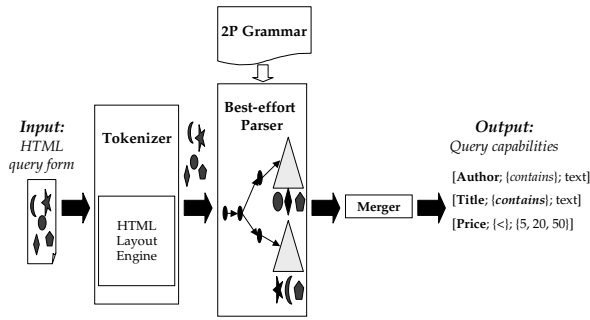 2P Grammar
Input:
HTML
query form
Tokenizer
HTML
Layout
Engine
Best-effort
Parser
Merger
Output:
Query capabilities
[Author; {contains}; text]
[Title; {contains}; text]
[Price; {<}; {5, 20, 50}]